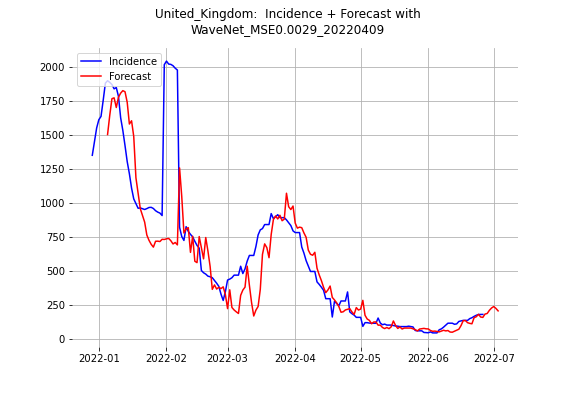 United_Kingdom:  Incidence + Forecast with
WaveNet_MSE0.0029_20220409
Incidence
Forecast
2000
1750
1500
1250
1000
750
500
250
0
2022-01 2022-02 2022-03 2022-04 2022-05 2022-06 2022-07